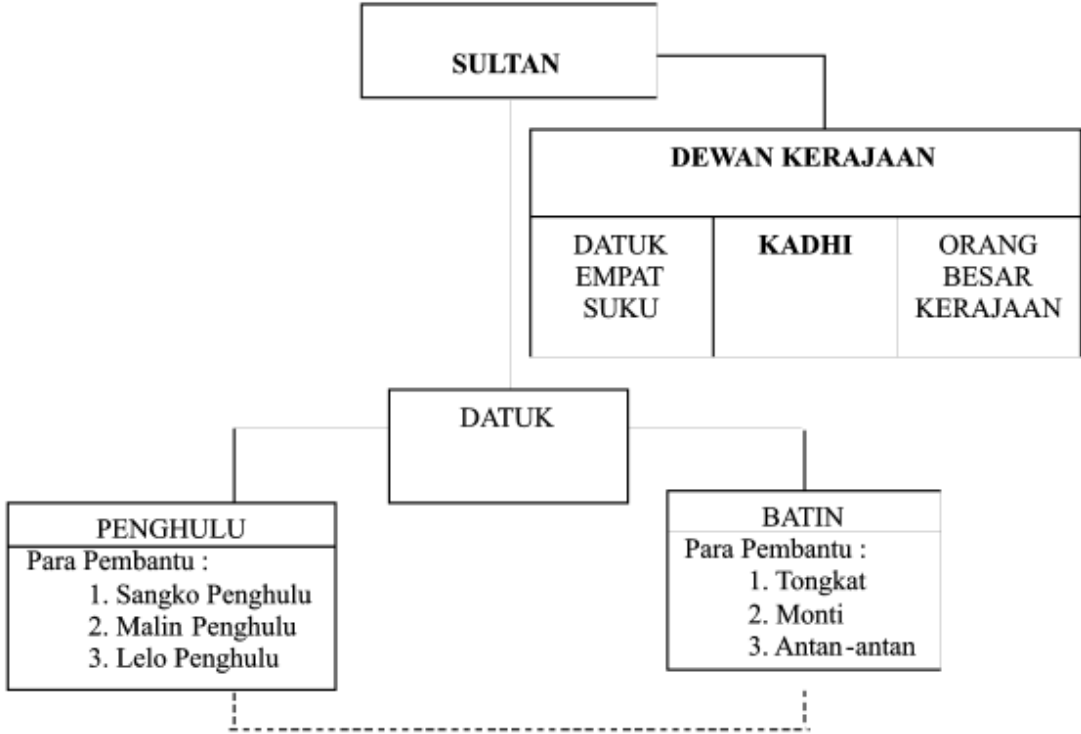 SULTAN
DEWAN KERAJAAN
DATUK
EMPAT
SUKU
KADHI
ORANG
BESAR
KERAJAAN
DATUK
PENGHULU
Para Pembantu :
1. Sangko Penghulu
2. Malin Penghulu
3. Lelo Penghulu
BATIN
Para Pembantu :
1. Tongkat
2. Monti
3. Antan-antan